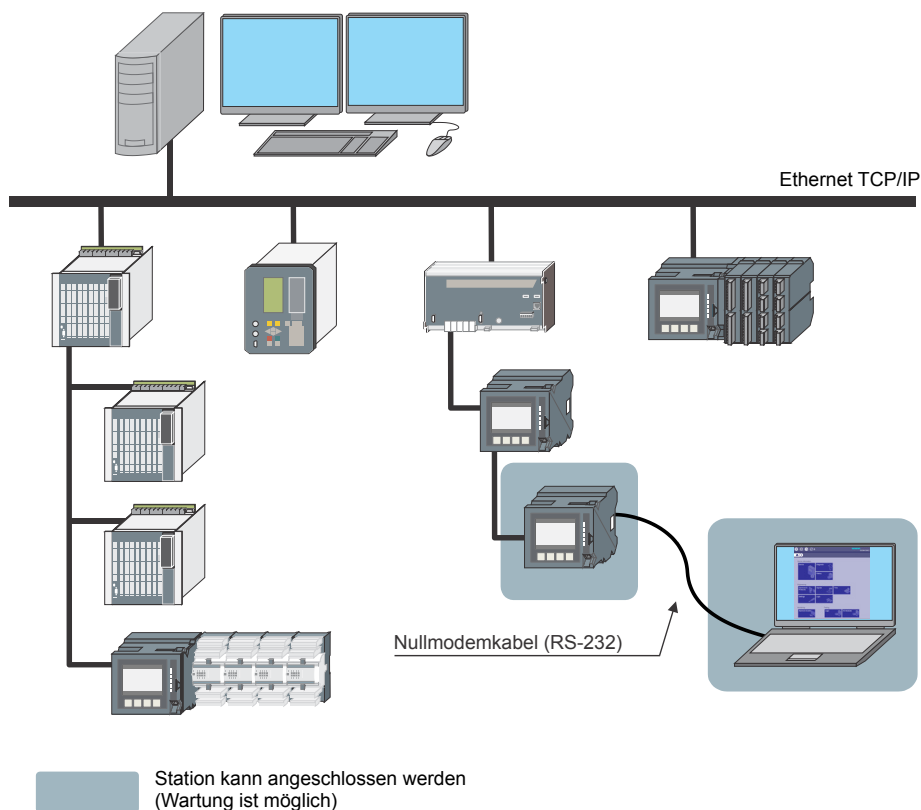 Ethernet TCP/IP
Nullmodemkabel (RS-232)
Station kann angeschlossen werden
(Wartung ist möglich)